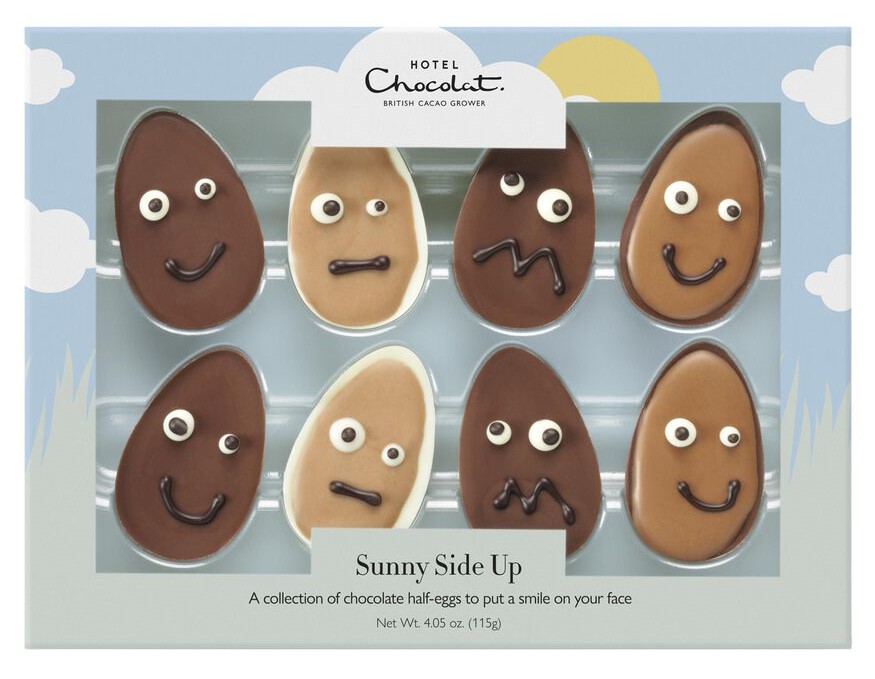 HOTEL
Chocolat.
BRITISH CACAO GROWER
Sunny Side Up
A collection of chocolate half-eggs to put a smile on your face
Net Wt. 4.05 oz. (115g)